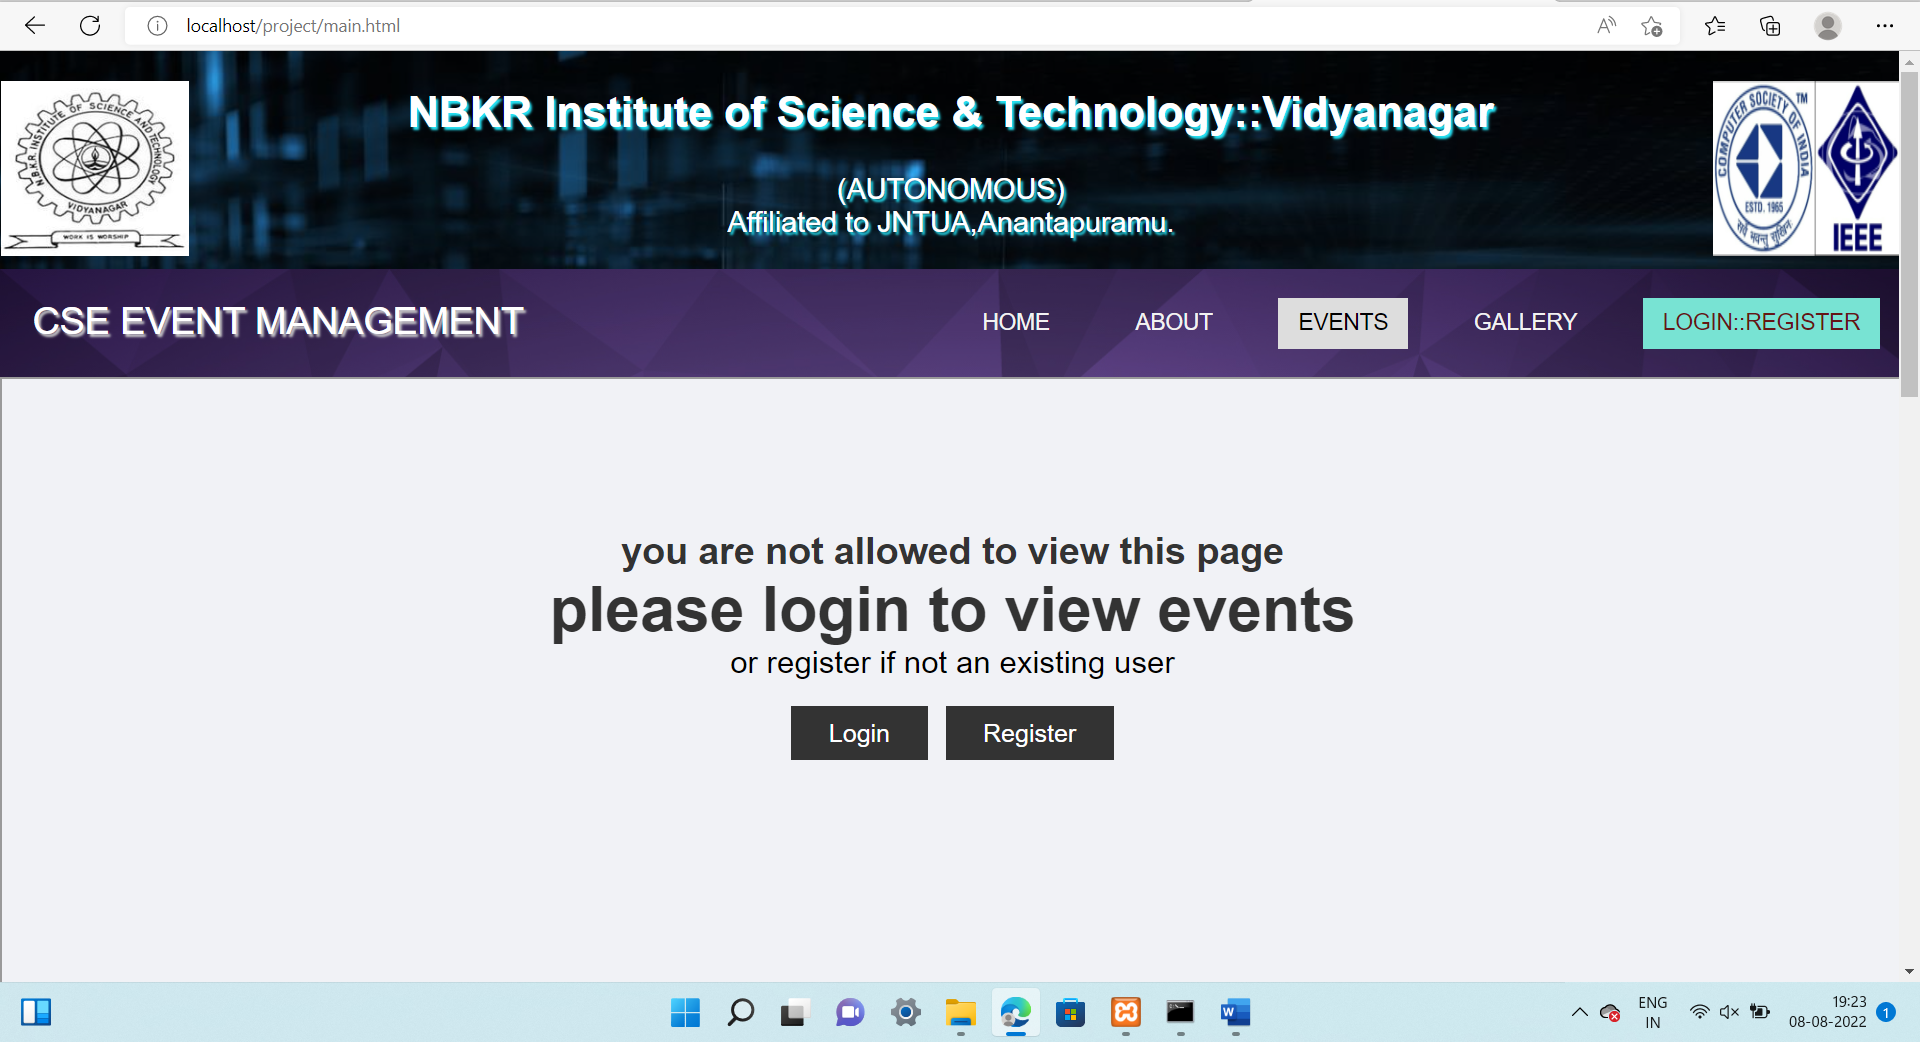 localhost/project/main.html
NBKR Institute of Science & Technology::Vidyanagar
(AUTONOMOUS)
Affiliated to JNTUA,Anantapuramu.
N.B.K.R. INSTITUTE OF SCIENCE AND TECHNOLOGY
VIDYANAGAR
WORK IS WORSHIP
COMPUTER SOCIETY OF INDIA
TM
ESTD. 1965
IEEE
CSE EVENT MANAGEMENT
HOME
ABOUT
EVENTS
GALLERY
LOGIN::REGISTER
you are not allowed to view this page
please login to view events
or register if not an existing user
Login
Register
ENG
IN
19:23
08-08-2022
1